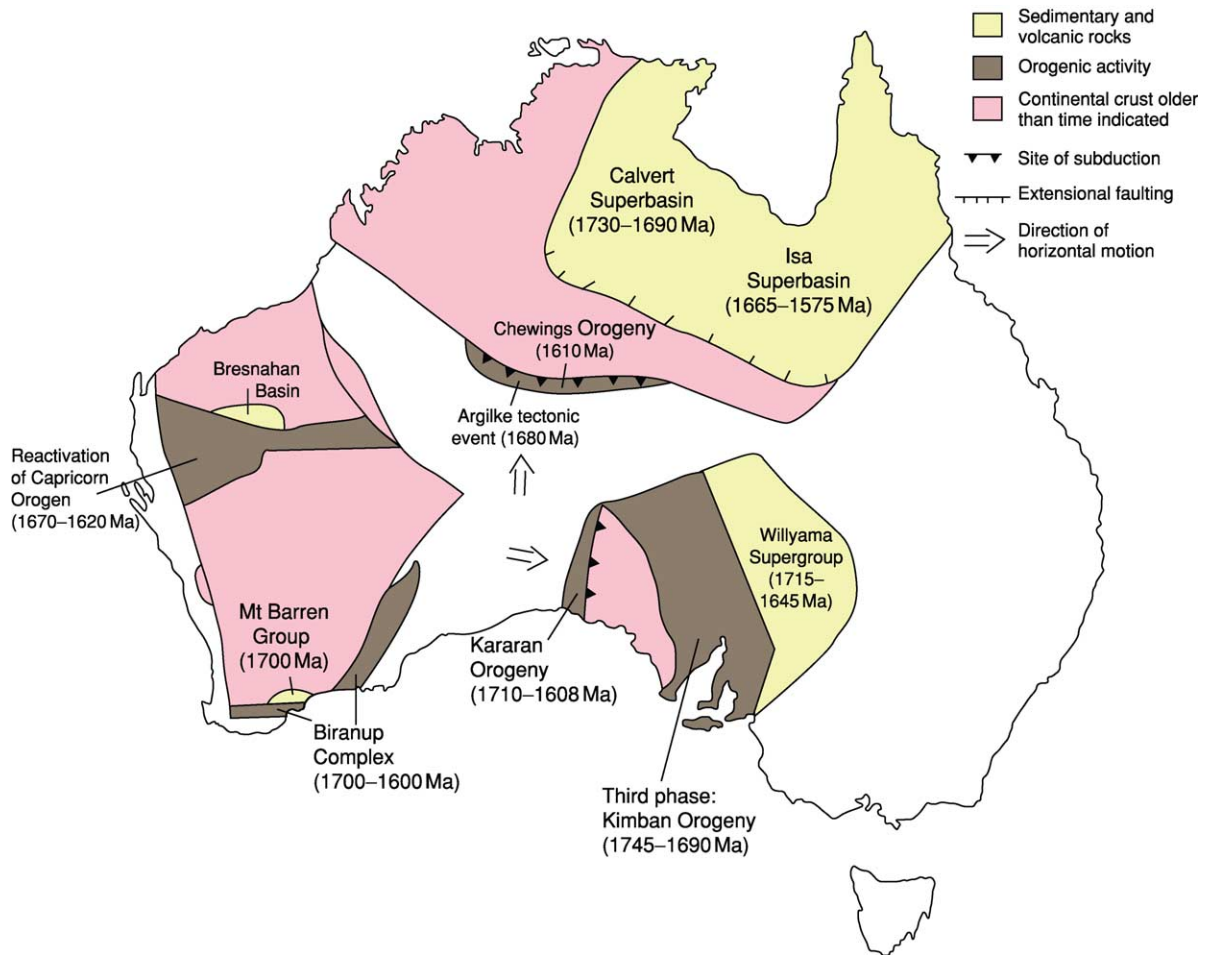 Sedimentary and
volcanic rocks
Orogenic activity
Continental crust older
than time indicated
Site of subduction
Extensional faulting
Direction of
horizontal motion
Calvert
Superbasin
(1730–1690 Ma)
Isa
Superbasin
(1665–1575 Ma)
Chewings Orogeny
(1610 Ma)
Bresnahan
Basin
Argilke tectonic
event (1680 Ma)
Reactivation
of Capricorn
Orogen
(1670–1620 Ma)
Willyama
Supergroup
(1715–
1645 Ma)
Mt Barren
Group
(1700 Ma)
Kararan
Orogeny
(1710–1608 Ma)
Biranup
Complex
(1700–1600 Ma)
Third phase:
Kimban Orogeny
(1745–1690 Ma)